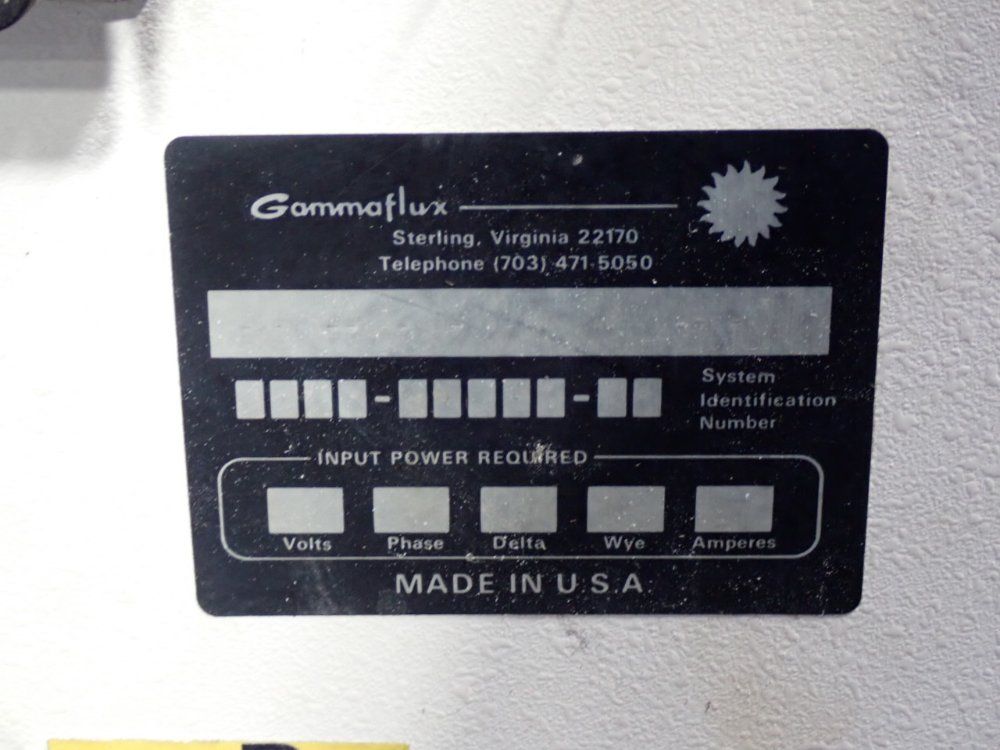 Gammaflux
Sterling, Virginia 22170
Telephone (703) 471-5050
System
Identification
Number
INPUT POWER REQUIRED
Volts Phase Delta Wye Amperes
MADE IN U.S.A